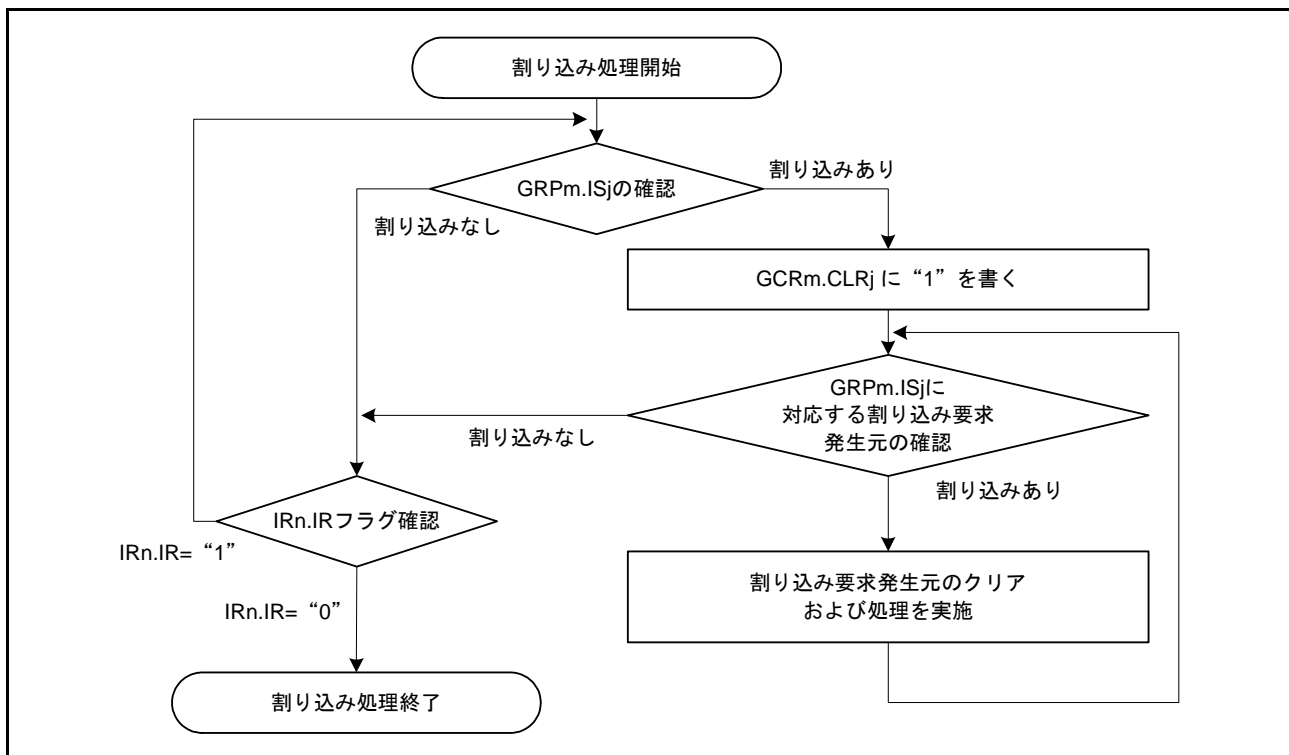 割り込み処理開始
GRPm.ISjの確認
割り込みあり
割り込みなし
GCRm.CLRj に “1” を書く
GRPm.ISjに
対応する割り込み要求
発生元の確認
割り込みなし
割り込みあり
IRn.IRフラグ確認
IRn.IR= “1”
IRn.IR= “0”
割り込み要求発生元のクリア
および処理を実施
割り込み処理終了